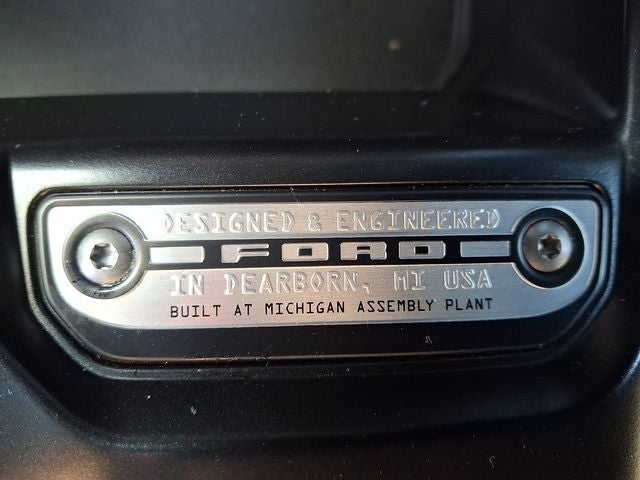 DESIGNED & ENGINEERED
FORD
IN DEARBORN, MI USA
BUILT AT MICHIGAN ASSEMBLY PLANT